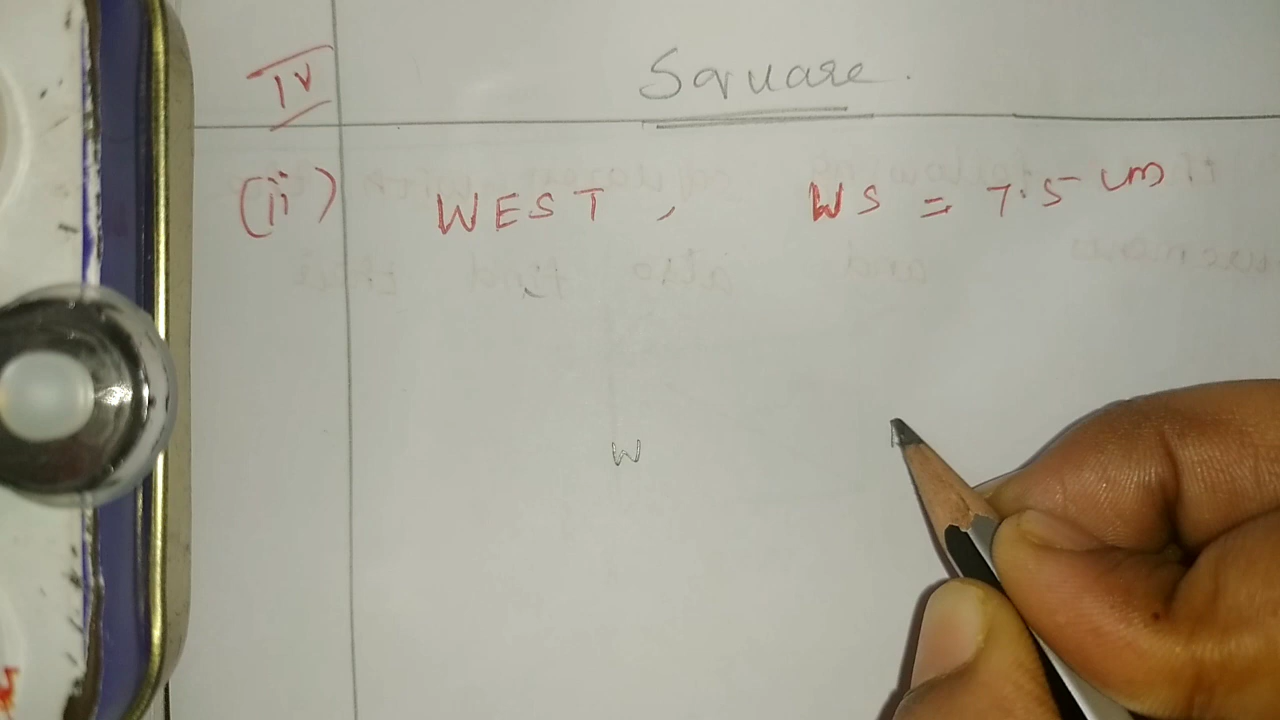 IV Square.
(ii) WEST, WS = 7.5 cm
W